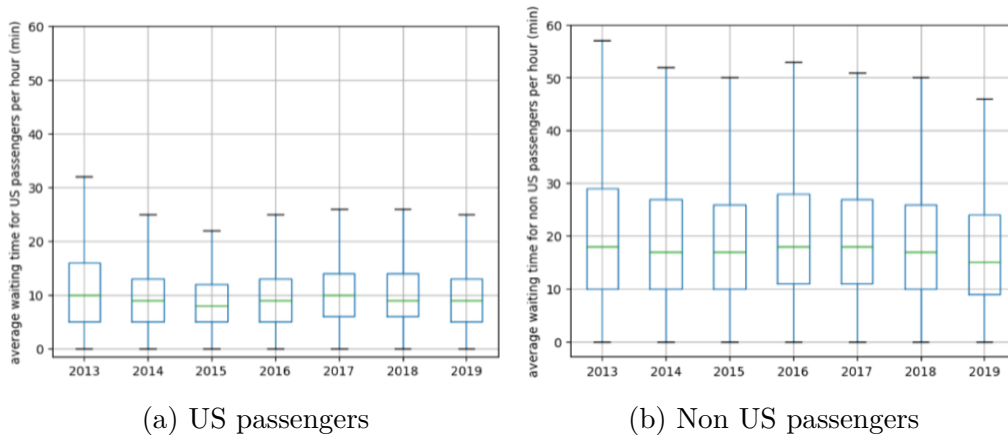 average waiting time for US passengers per hour (min)
60
50
40
30
20
10
0
2013 2014 2015 2016 2017 2018 2019
(a) US passengers
average waiting time for non US passengers per hour (min)
60
50
40
30
20
10
0
2013 2014 2015 2016 2017 2018 2019
(b) Non US passengers